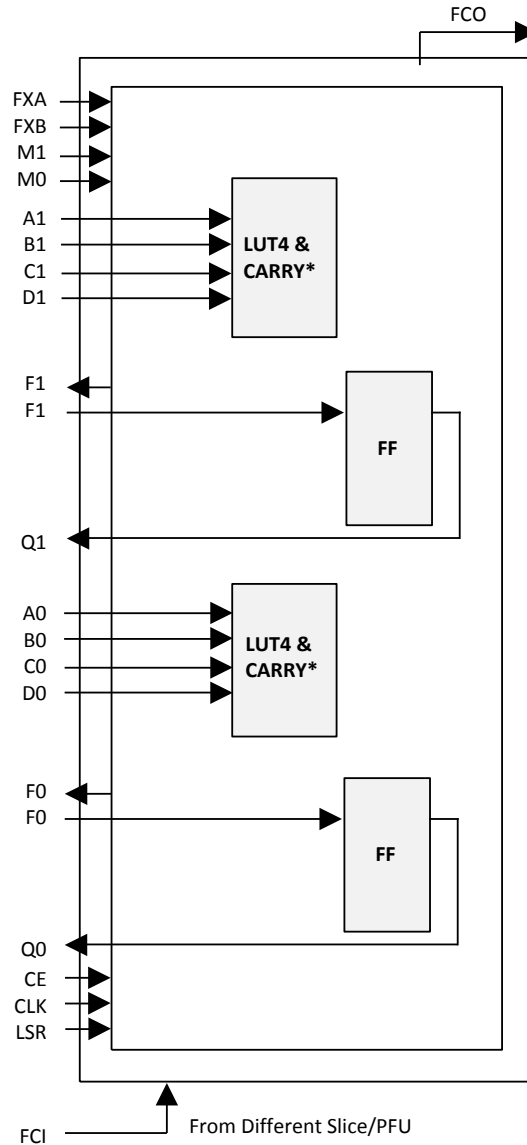 FCO
FXA
FXB
M1
M0
A1
B1
C1
D1
LUT4 &
CARRY*
F1
F1
FF
Q1
A0
B0
C0
D0
LUT4 &
CARRY*
F0
F0
FF
Q0
CE
CLK
LSR
From Different Slice/PFU
FCI